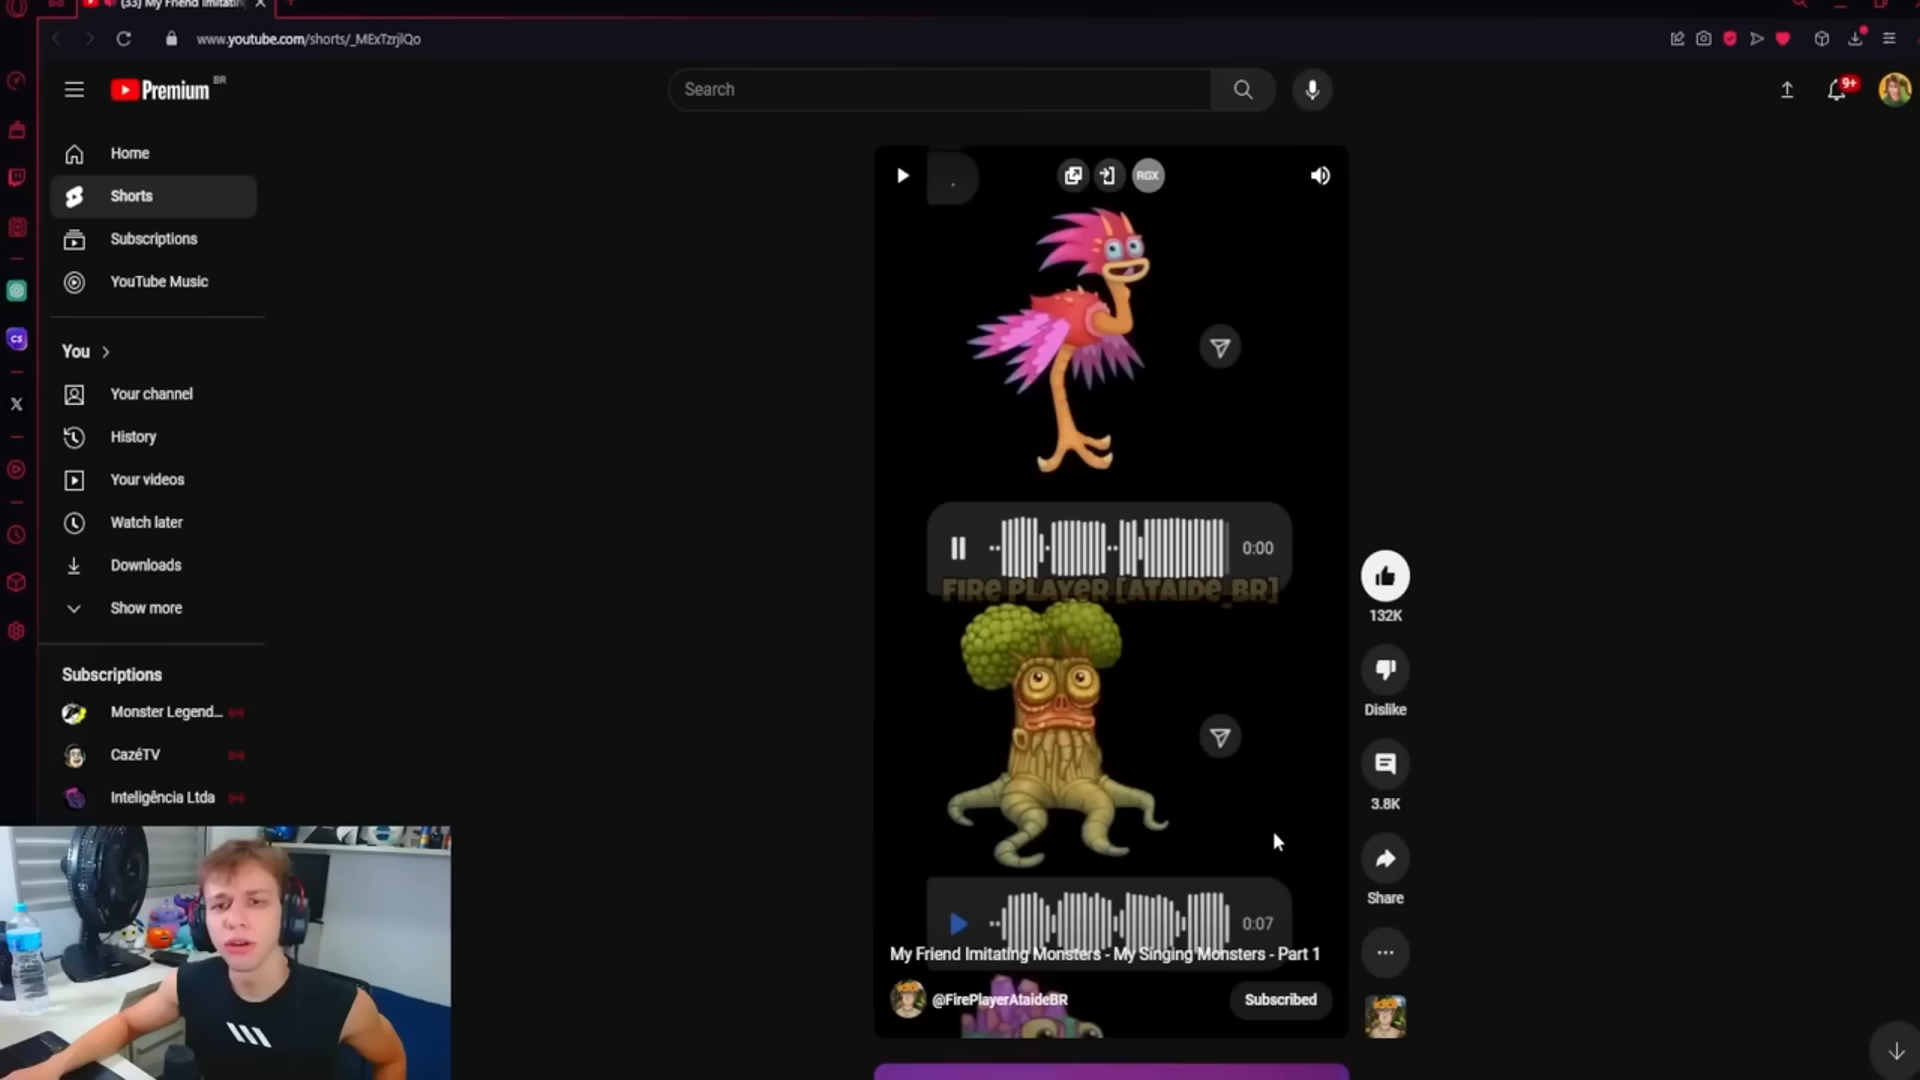 (33) My Friend Imitatin
www.youtube.com/shorts/_MExTzrjlQo
Premium BR
Search
9+
Home
Shorts
Subscriptions
YouTube Music
You
Your channel
History
Your videos
Watch later
Downloads
Show more
Subscriptions
Monster Legend...
CazéTV
Inteligência Ltda
CS
RGX
0:00
FIRE PLAYER [ATAIDE_BR]
0:07
My Friend Imitating Monsters - My Singing Monsters - Part 1
@FirePlayerAtaideBR
Subscribed
132K
Dislike
3.8K
Share